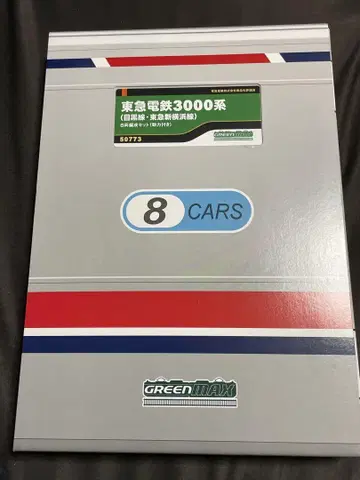 東急電鉄3000系
(目黒線・東急新横浜線)
8両編成セット(動力付き)
50773
GREENMAX
8 CARS
GREENMAX